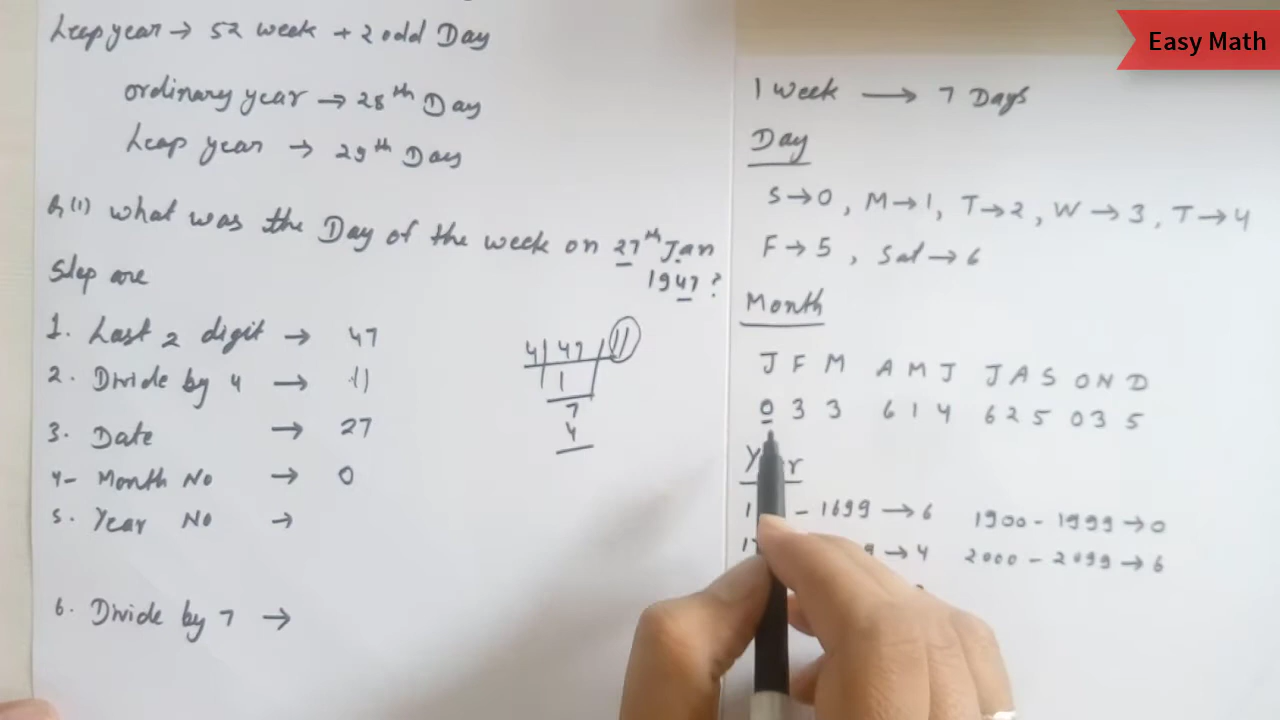 Easy Math
Leap year → 52 week + 2 odd Day
ordinary year → 28th Day
Leap year → 29th Day
Q(1) what was the Day of the week on 27th Jan
1947?
Step are
1. Last 2 digit → 47
2. Divide by 4 → 11
3. Date → 27
4- Month No → 0
5. Year No →
6. Divide by 7 →
4 47 11
1
7
4
1 Week → 7 Days
Day
S→0, M→1, T→2, W→3, T→4
F→5, Sat→6
Month
J F M A M J J A S O N D
0 3 3 6 1 4 6 2 5 0 3 5
- 1699 → 6 1900 - 1999 → 0
→ 4 2000 - 2099 → 6